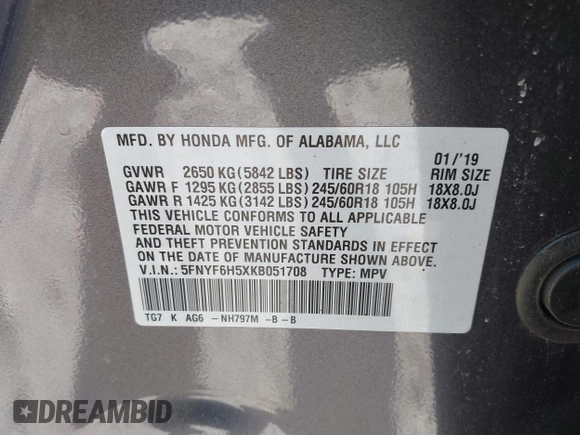 MFD. BY HONDA MFG. OF ALABAMA, LLC
01/'19
GVWR 2650 KG(5842 LBS) TIRE SIZE RIM SIZE
GAWR F 1295 KG(2855 LBS)245/60R18 105H 18X8.0J
GAWR R 1425 KG(3142 LBS)245/60R18 105H 18X8.0J
THIS VEHICLE CONFORMS TO ALL APPLICABLE
FEDERAL MOTOR VEHICLE SAFETY
AND THEFT PREVENTION STANDARDS IN EFFECT
ON THE DATE OF MANUFACTURE SHOWN ABOVE.
V.I.N.: 5FNYF6H5XKB051708 TYPE: MPV
TG7 K AG6 -NH797M -B -B
DREAMBID